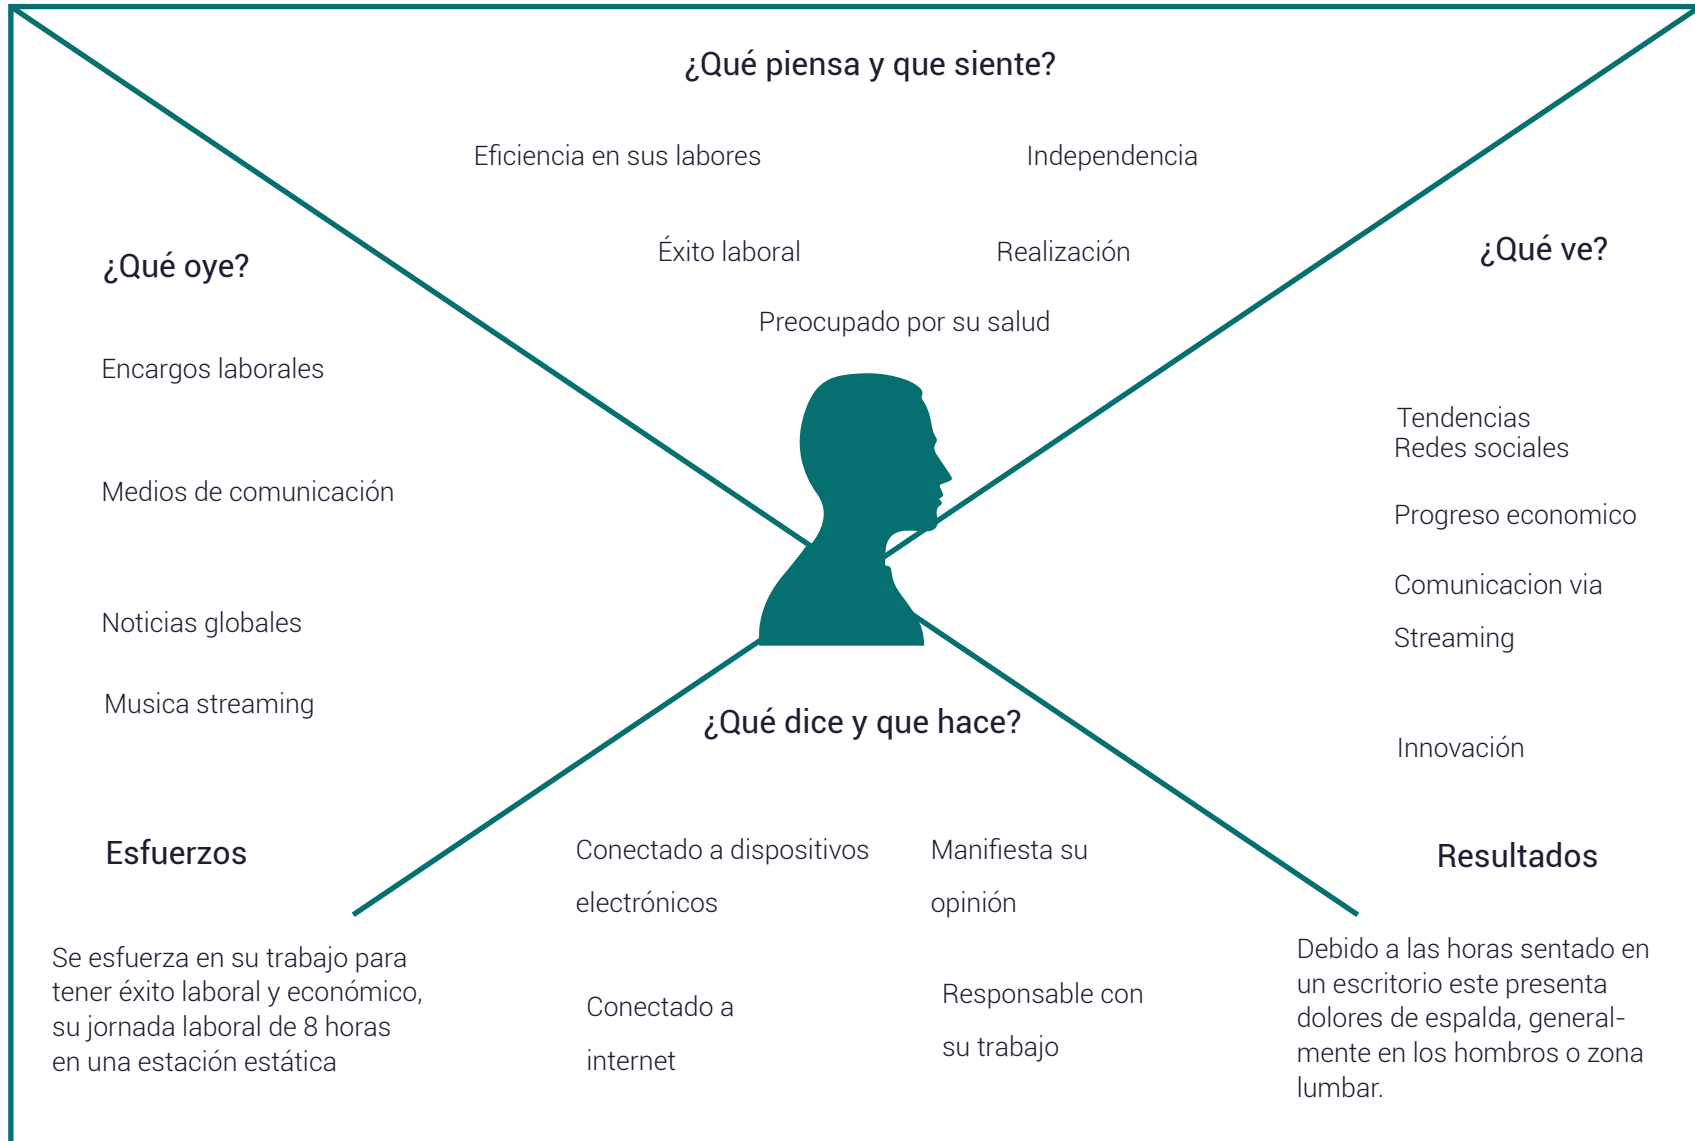 ¿Qué piensa y que siente?
Eficiencia en sus labores
Independencia
Éxito laboral
Realización
Preocupado por su salud
¿Qué oye?
Encargos laborales
Medios de comunicación
Noticias globales
Musica streaming
¿Qué ve?
Tendencias
Redes sociales
Progreso economico
Comunicacion via
Streaming
Innovación
¿Qué dice y que hace?
Conectado a dispositivos
electrónicos
Manifiesta su
opinión
Conectado a
internet
Responsable con
su trabajo
Esfuerzos
Se esfuerza en su trabajo para
tener éxito laboral y económico,
su jornada laboral de 8 horas
en una estación estática
Resultados
Debido a las horas sentado en
un escritorio este presenta
dolores de espalda, general-
mente en los hombros o zona
lumbar.